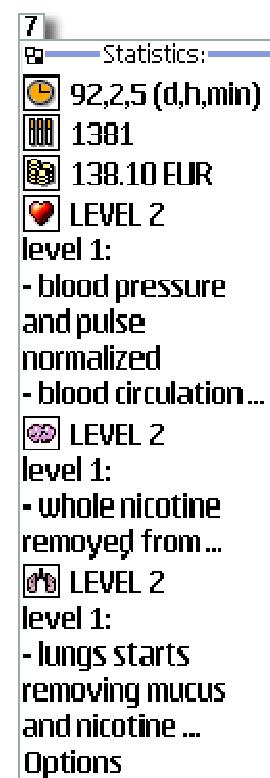 7
Statistics:
92,2,5 (d,h,min)
1381
138.10 EUR
LEVEL 2
level 1:
- blood pressure
and pulse
normalized
- blood circulation ...
LEVEL 2
level 1:
- whole nicotine
removed from ...
LEVEL 2
level 1:
- lungs starts
removing mucus
and nicotine ...
Options